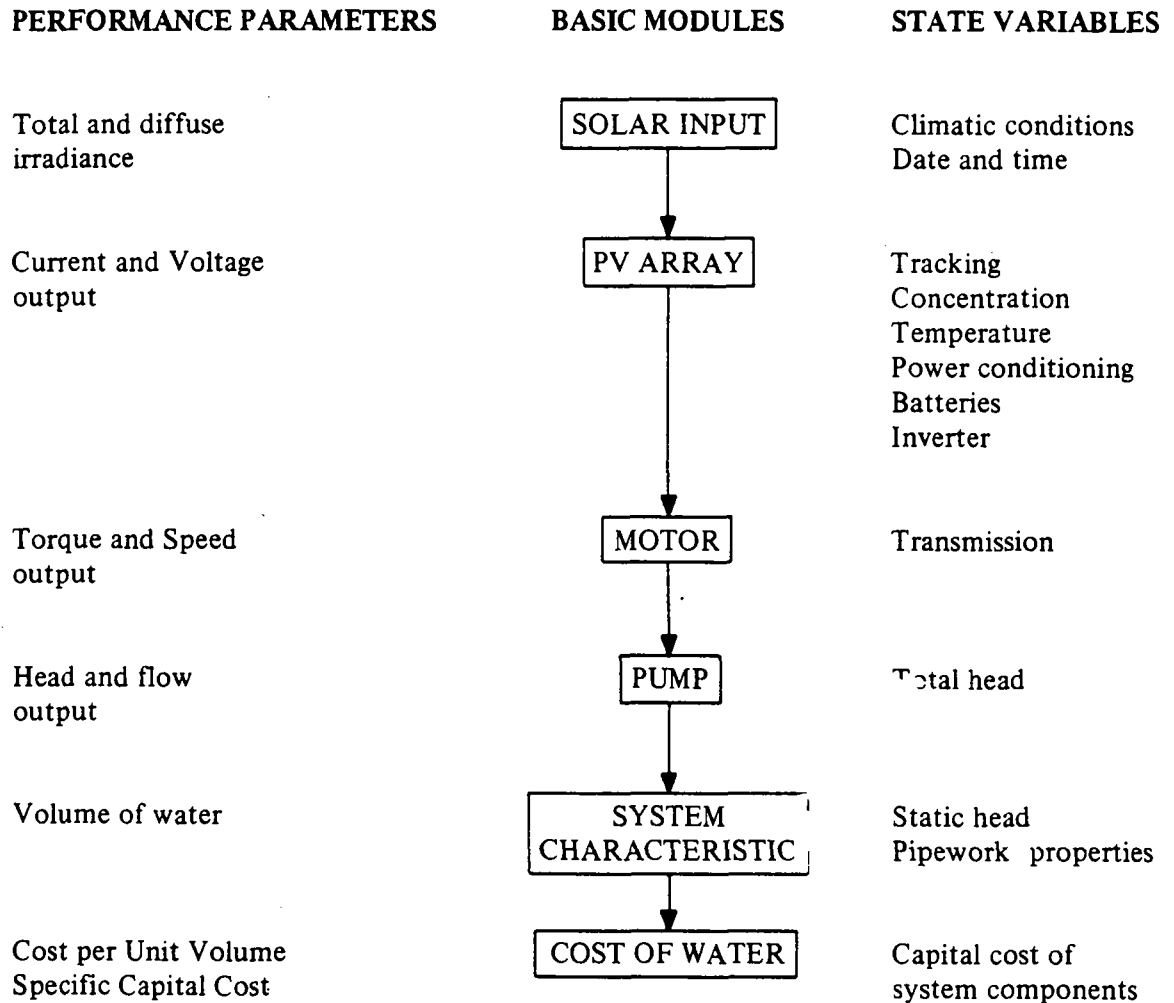 PERFORMANCE PARAMETERS BASIC MODULES STATE VARIABLES
Total and diffuse
irradiance
SOLAR INPUT
Climatic conditions
Date and time
Current and Voltage
output
PV ARRAY
Tracking
Concentration
Temperature
Power conditioning
Batteries
Inverter
Torque and Speed
output
MOTOR
Transmission
Head and flow
output
PUMP
Total head
Volume of water
SYSTEM
CHARACTERISTIC
Static head
Pipework properties
Cost per Unit Volume
Specific Capital Cost
COST OF WATER
Capital cost of
system components